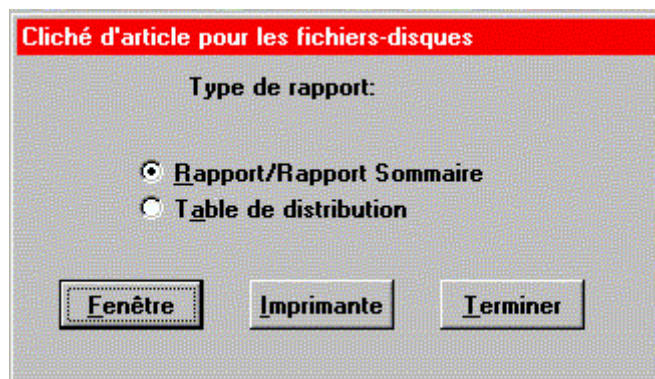 Cliché d'article pour les fichiers-disques
Type de rapport:
Rapport/Rapport Sommaire
Table de distribution
Fenêtre Imprimante Terminer